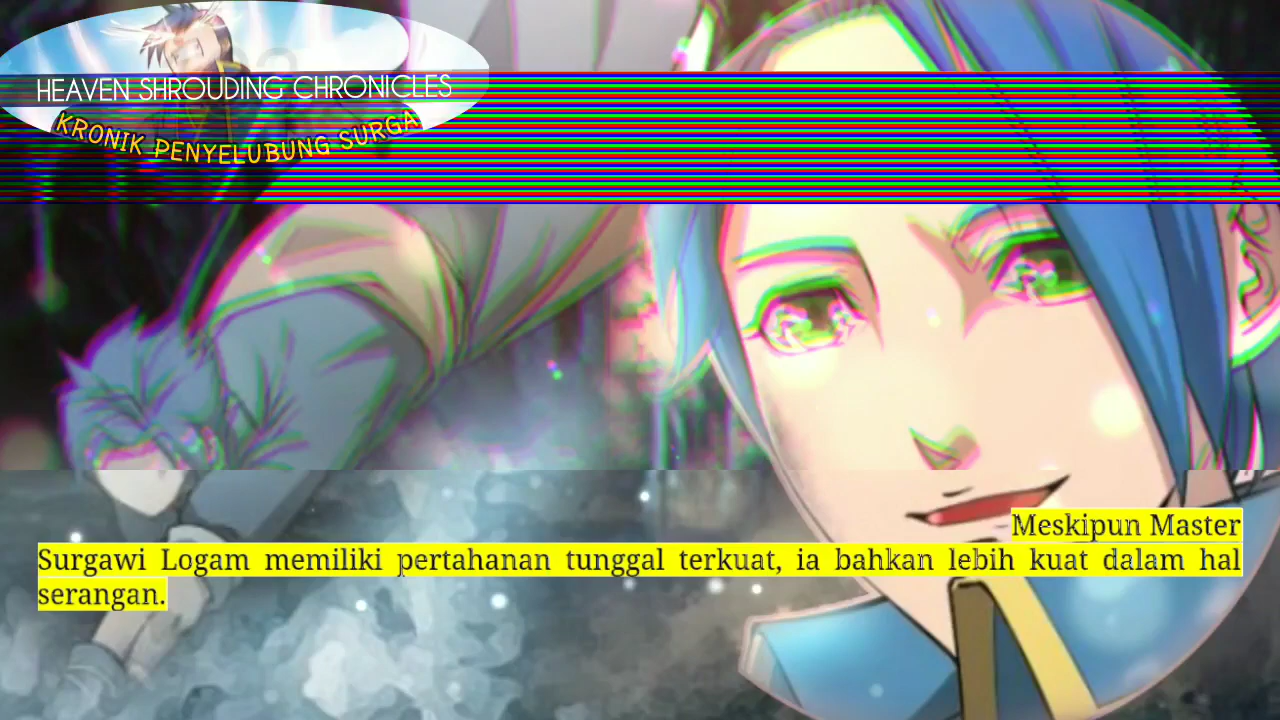 HEAVEN SHROUDING CHRONICLES
KRONIK PENYELUBUNG SURGA
Meskipun Master
Surgawi Logam memiliki pertahanan tunggal terkuat, ia bahkan lebih kuat dalam hal
serangan.